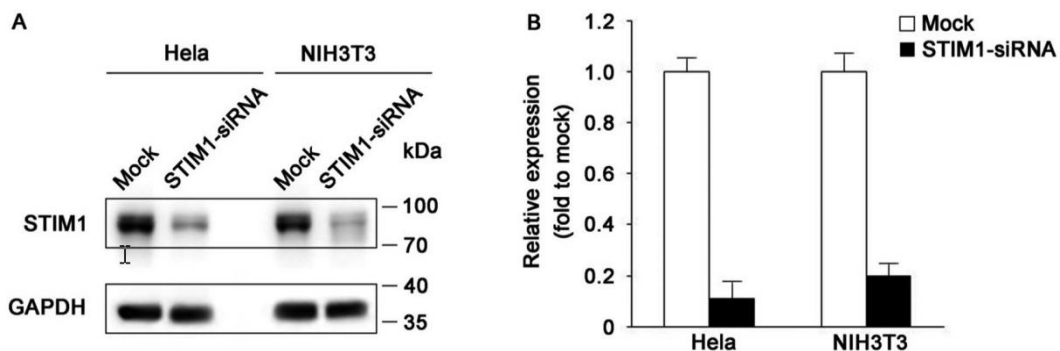 A
Hela
NIH3T3
Mock
STIM1-siRNA
Mock
STIM1-siRNA
kDa
STIM1
100
70
GAPDH
40
35
B
Relative expression
(fold to mock)
1.2
1.0
0.8
0.6
0.4
0.2
0
Hela
NIH3T3
Mock
STIM1-siRNA